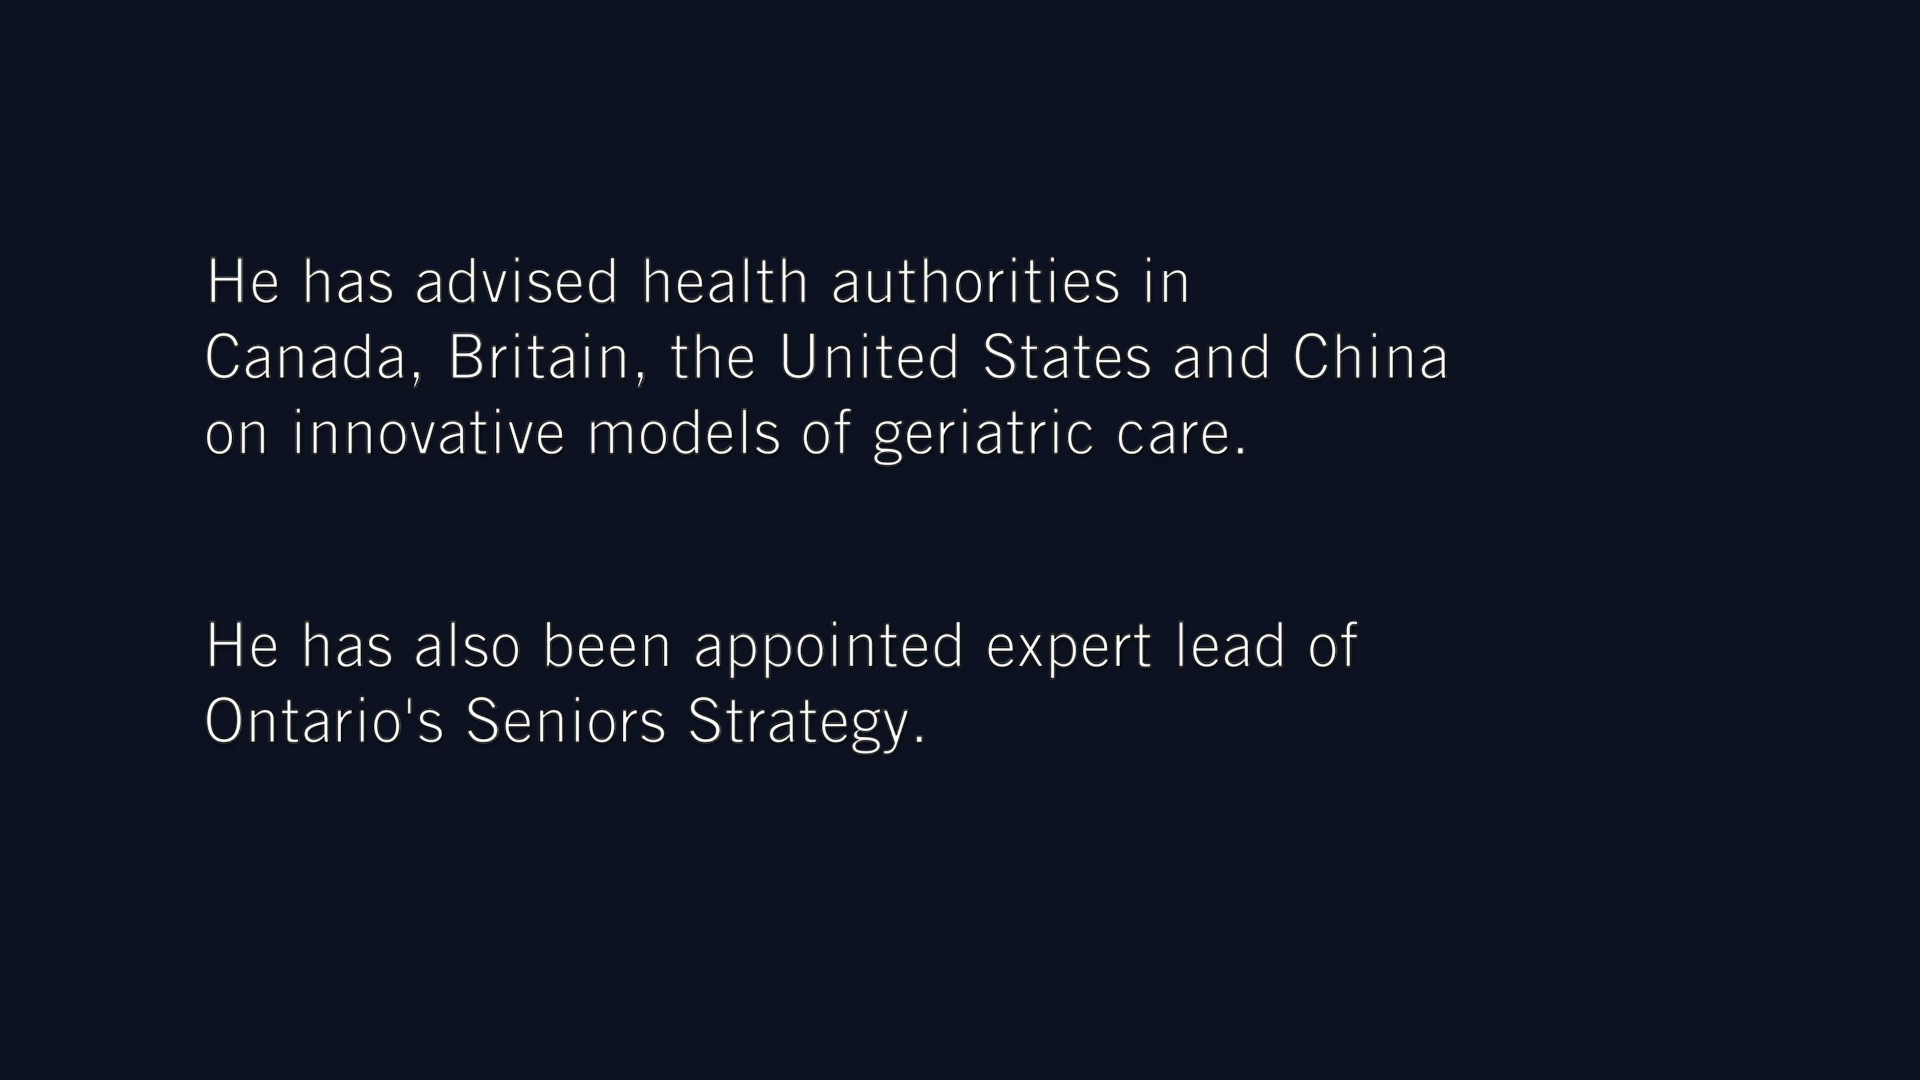 He has advised health authorities in
Canada, Britain, the United States and China
on innovative models of geriatric care.
He has also been appointed expert lead of
Ontario's Seniors Strategy.